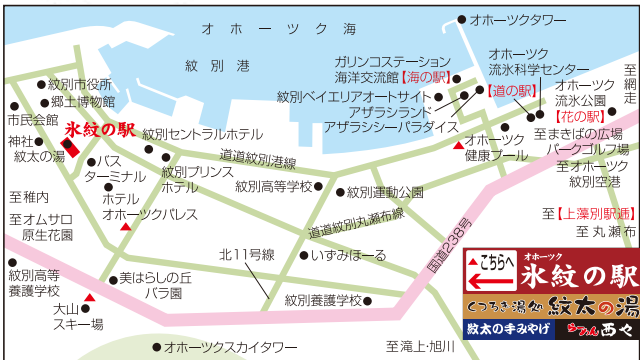 オホーツク海
オホーツクタワー
紋別港
ガリンコステーション
海洋交流館【海の駅】
オホーツク
流氷科学センター
【道の駅】
至網走
オホーツク
流氷公園
【花の駅】
紋別ベイエリアオートサイト
アザラシランド
アザラシシーパラダイス
紋別市役所
郷土博物館
市民会館
氷紋の駅
神社
紋太の湯
紋別セントラルホテル
オホーツク
健康プール
至まきばの広場
パークゴルフ場
至オホーツク
紋別空港
バス
ターミナル
紋別プリンス
ホテル
道道紋別港線
紋別高等学校
紋別運動公園
至稚内
ホテル
オホーツクパレス
至オムサロ
原生花園
道道紋別丸瀬布線
至【上藻別駅逓】
至丸瀬布
国道238号
北11号線
いずみほーる
紋別高等
養護学校
美はらしの丘
バラ園
紋別養護学校
大山
スキー場
オホーツクスカイタワー
至滝上・旭川
こちらへ
オホーツク
氷紋の駅
くつろぎ湯処 紋太の湯
紋太の手みやげ
らーめん 西や